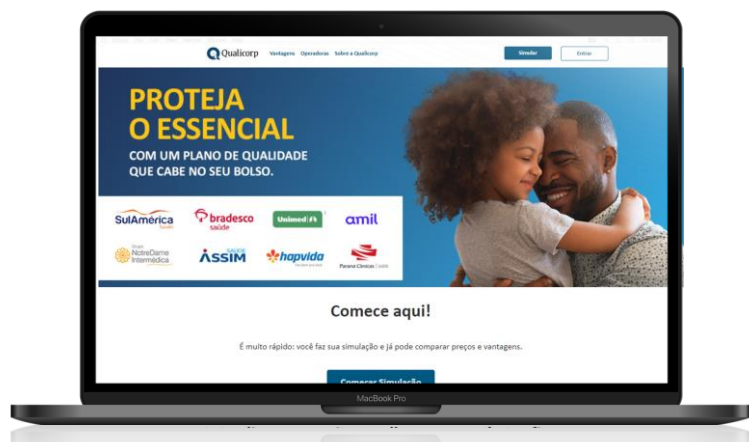 Qualicorp
Vantagens Operadoras Sobre a Qualicorp
Simular
Entrar
PROTEJA
O ESSENCIAL
COM UM PLANO DE QUALIDADE
QUE CABE NO SEU BOLSO.
SulAmérica
Saúde
bradesco
saúde
Unimed
amil
Grupo
NotreDame
Intermédica
ASSIM
SAÚDE
hapvida
Paraná Clínicas
Comece aqui!
É muito rápido: você faz sua simulação e já pode comparar preços e vantagens.
Começar Simulação
MacBook Pro